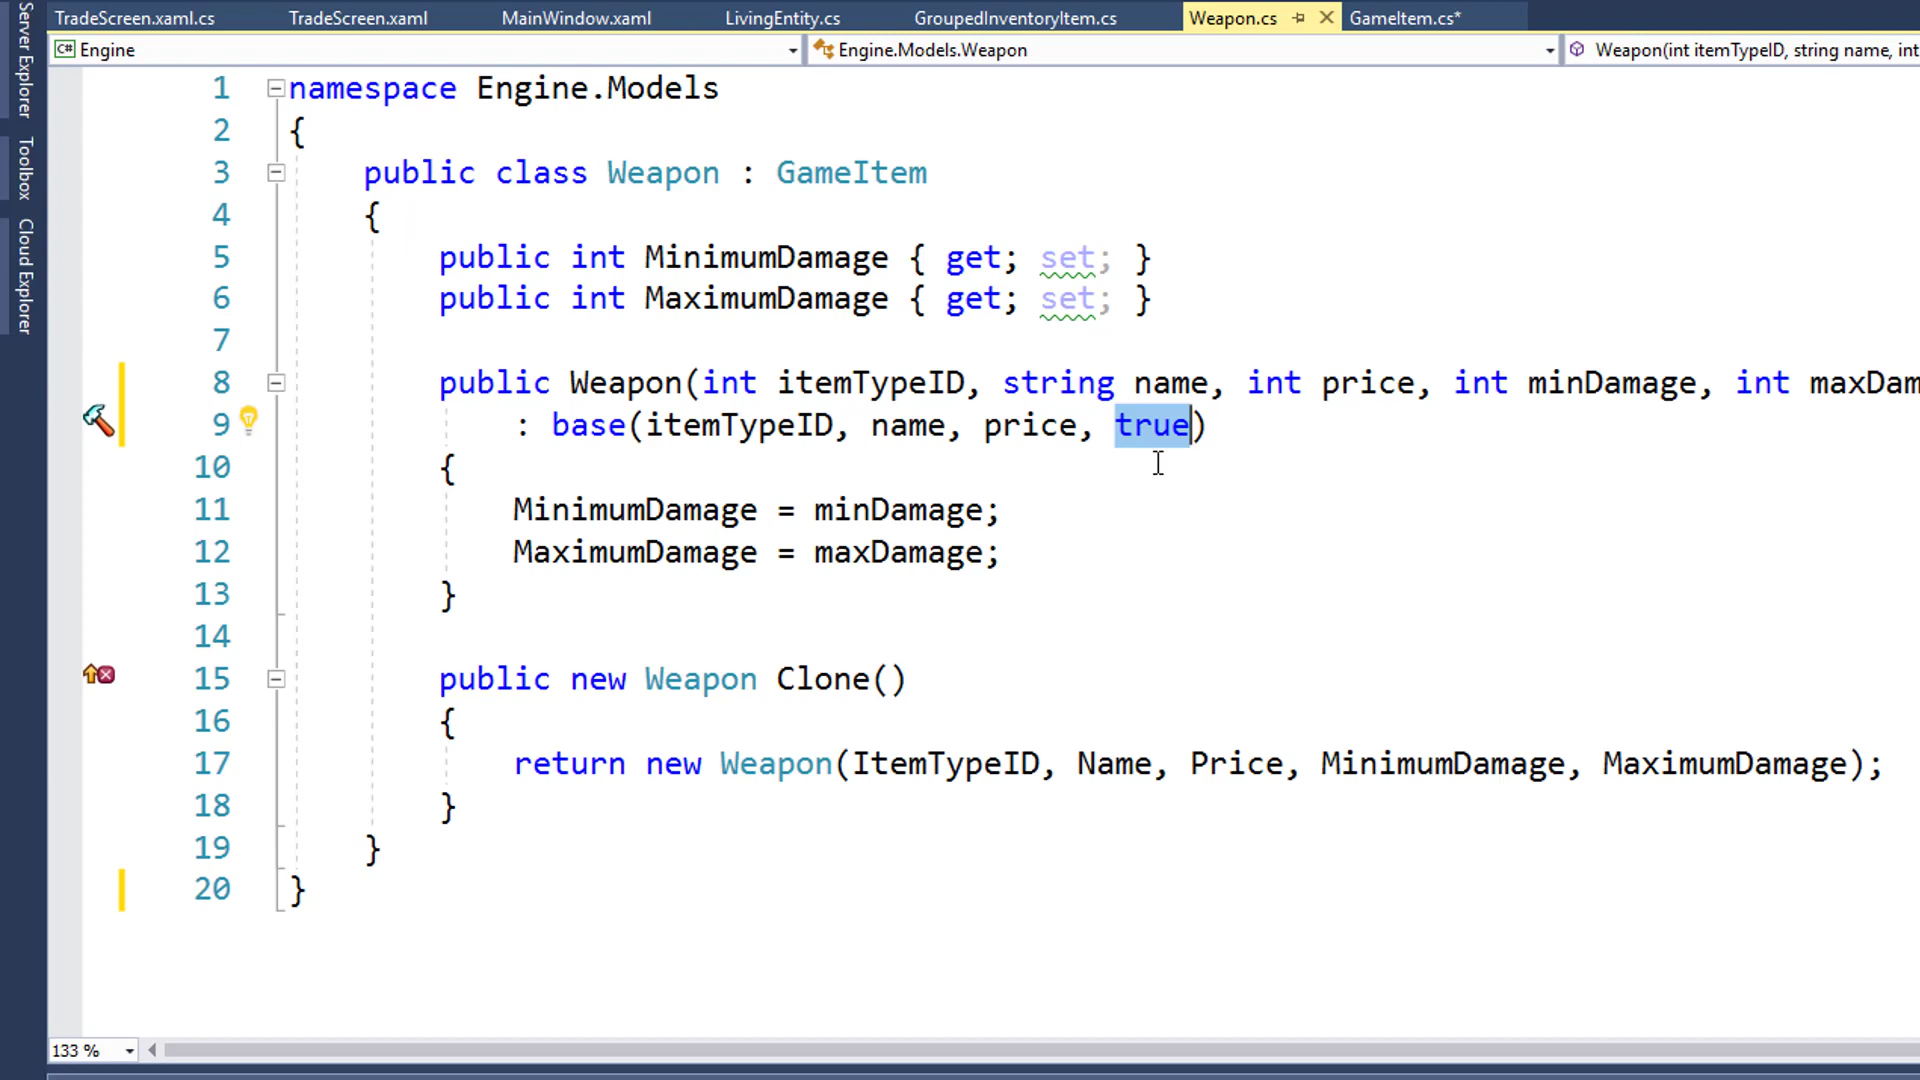 TradeScreen.xaml.cs TradeScreen.xaml MainWindow.xaml LivingEntity.cs GroupedInventoryItem.cs Weapon.cs GameItem.cs*
C# Engine Engine.Models.Weapon Weapon(int itemTypeID, string name, int
Server Explorer
Toolbox
Cloud Explorer
1 namespace Engine.Models
2 {
3 public class Weapon : GameItem
4 {
5 public int MinimumDamage { get; set; }
6 public int MaximumDamage { get; set; }
7
8 public Weapon(int itemTypeID, string name, int price, int minDamage, int maxDam
9 : base(itemTypeID, name, price, true)
10 {
11 MinimumDamage = minDamage;
12 MaximumDamage = maxDamage;
13 }
14
15 public new Weapon Clone()
16 {
17 return new Weapon(ItemTypeID, Name, Price, MinimumDamage, MaximumDamage);
18 }
19 }
20 }
133 %